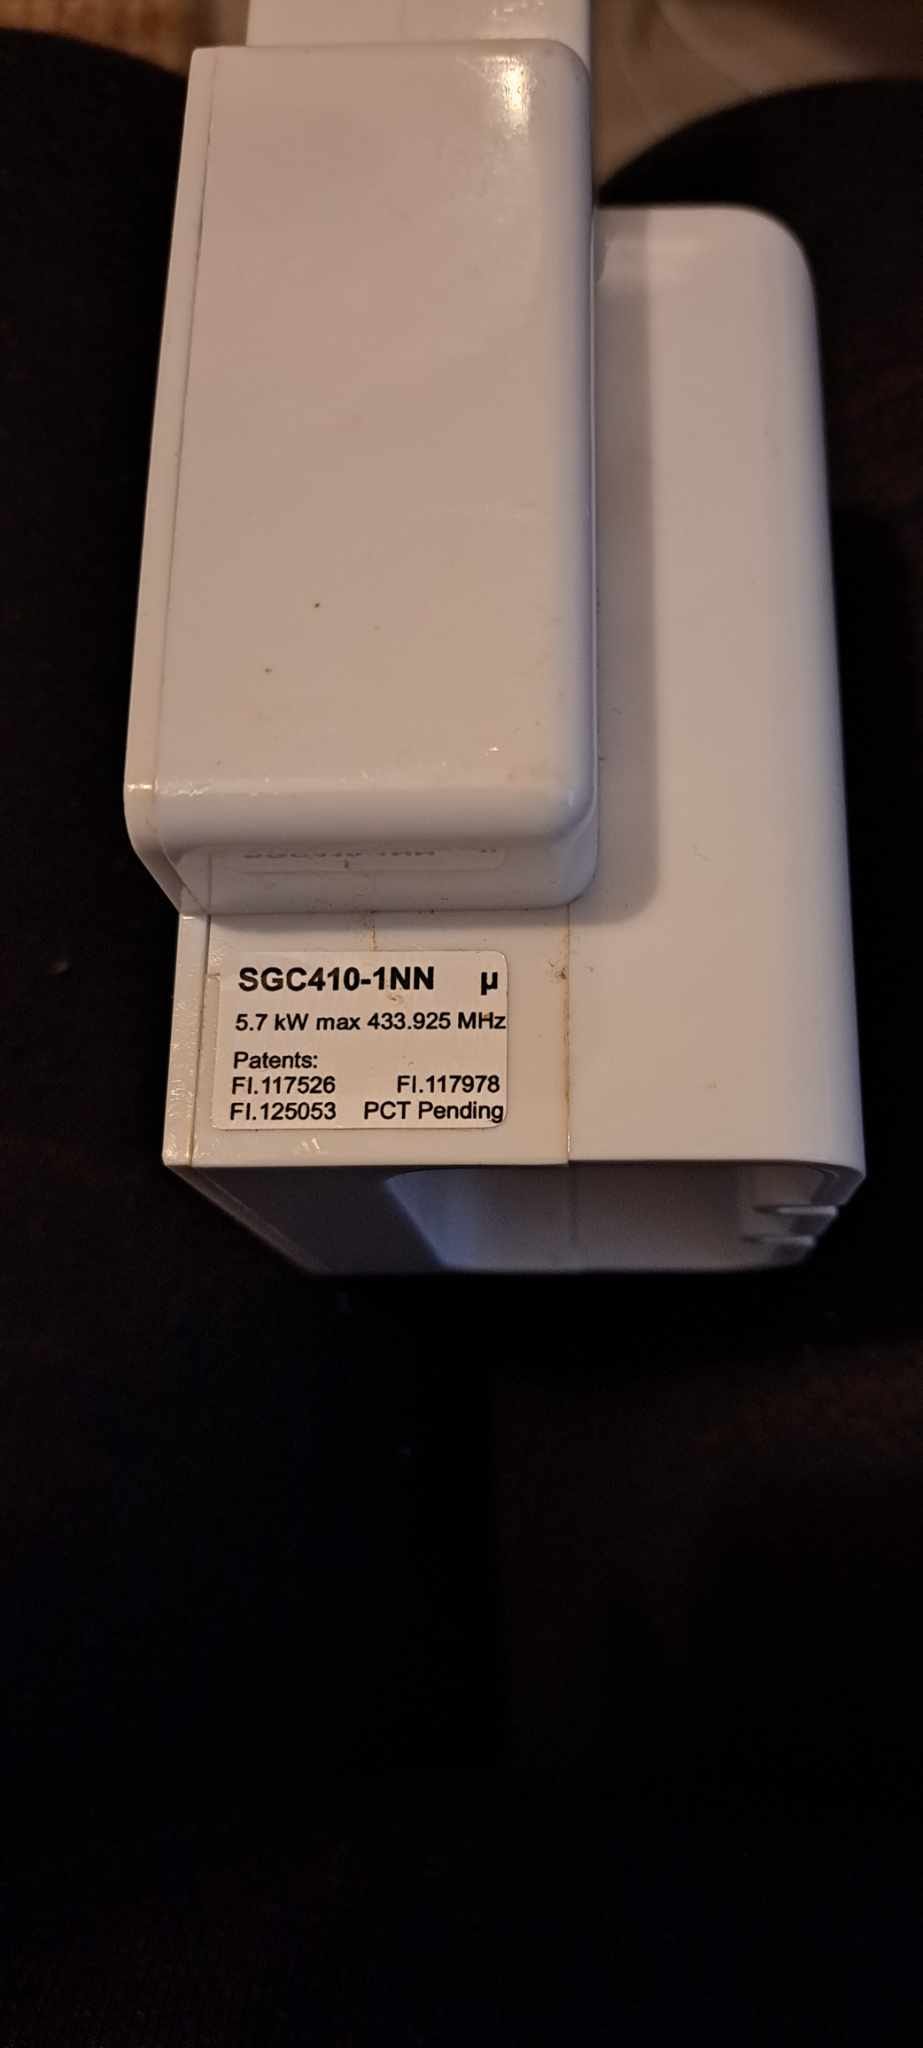 SGC410-1NN µ
5.7 kW max 433.925 MHz
Patents:
FI.117526 FI.117978
FI.125053 PCT Pending